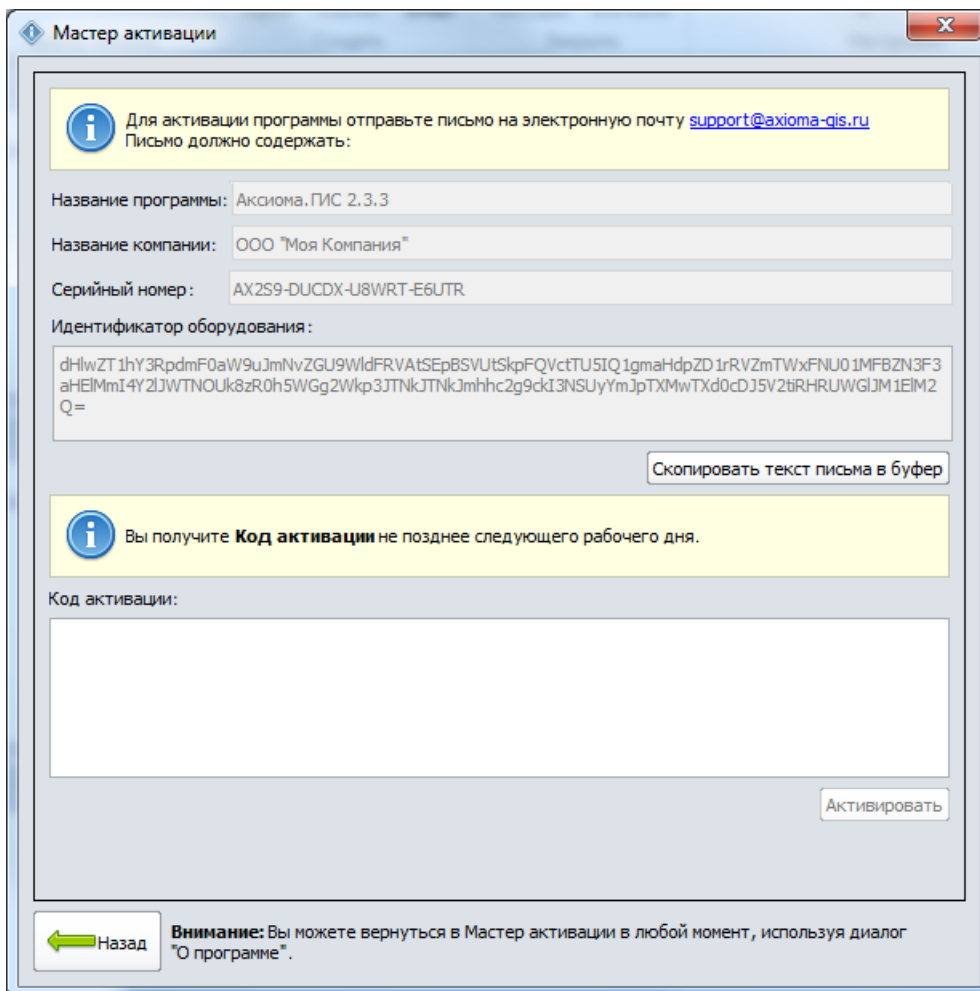 Мастер активации
Для активации программы отправьте письмо на электронную почту support@axioma-gis.ru
Письмо должно содержать:
Название программы: Аксиома.ГИС 2.3.3
Название компании: ООО "Моя Компания"
Серийный номер: AX2S9-DUCDX-U8WRT-E6UTR
Идентификатор оборудования:
dHlwZT1hY3RpdmF0aW9uJmNvZGU9WldFRVAtSEpBSVUtSkpFQVctTU5IQ1gmaHdpZD1rRVZmTWxFNU01MFBZN3F3
aHElMmI4Y2lJWTNOUk8zR0h5WGg2Wkp3JTNkJTNkJmhhc2g9ckI3NSUyYmJpTXMwTXd0cDJ5V2tiRHRUWGlJM1ElM2
Q=
Скопировать текст письма в буфер
Вы получите Код активации не позднее следующего рабочего дня.
Код активации:
Активировать
Назад
Внимание: Вы можете вернуться в Мастер активации в любой момент, используя диалог
"О программе".